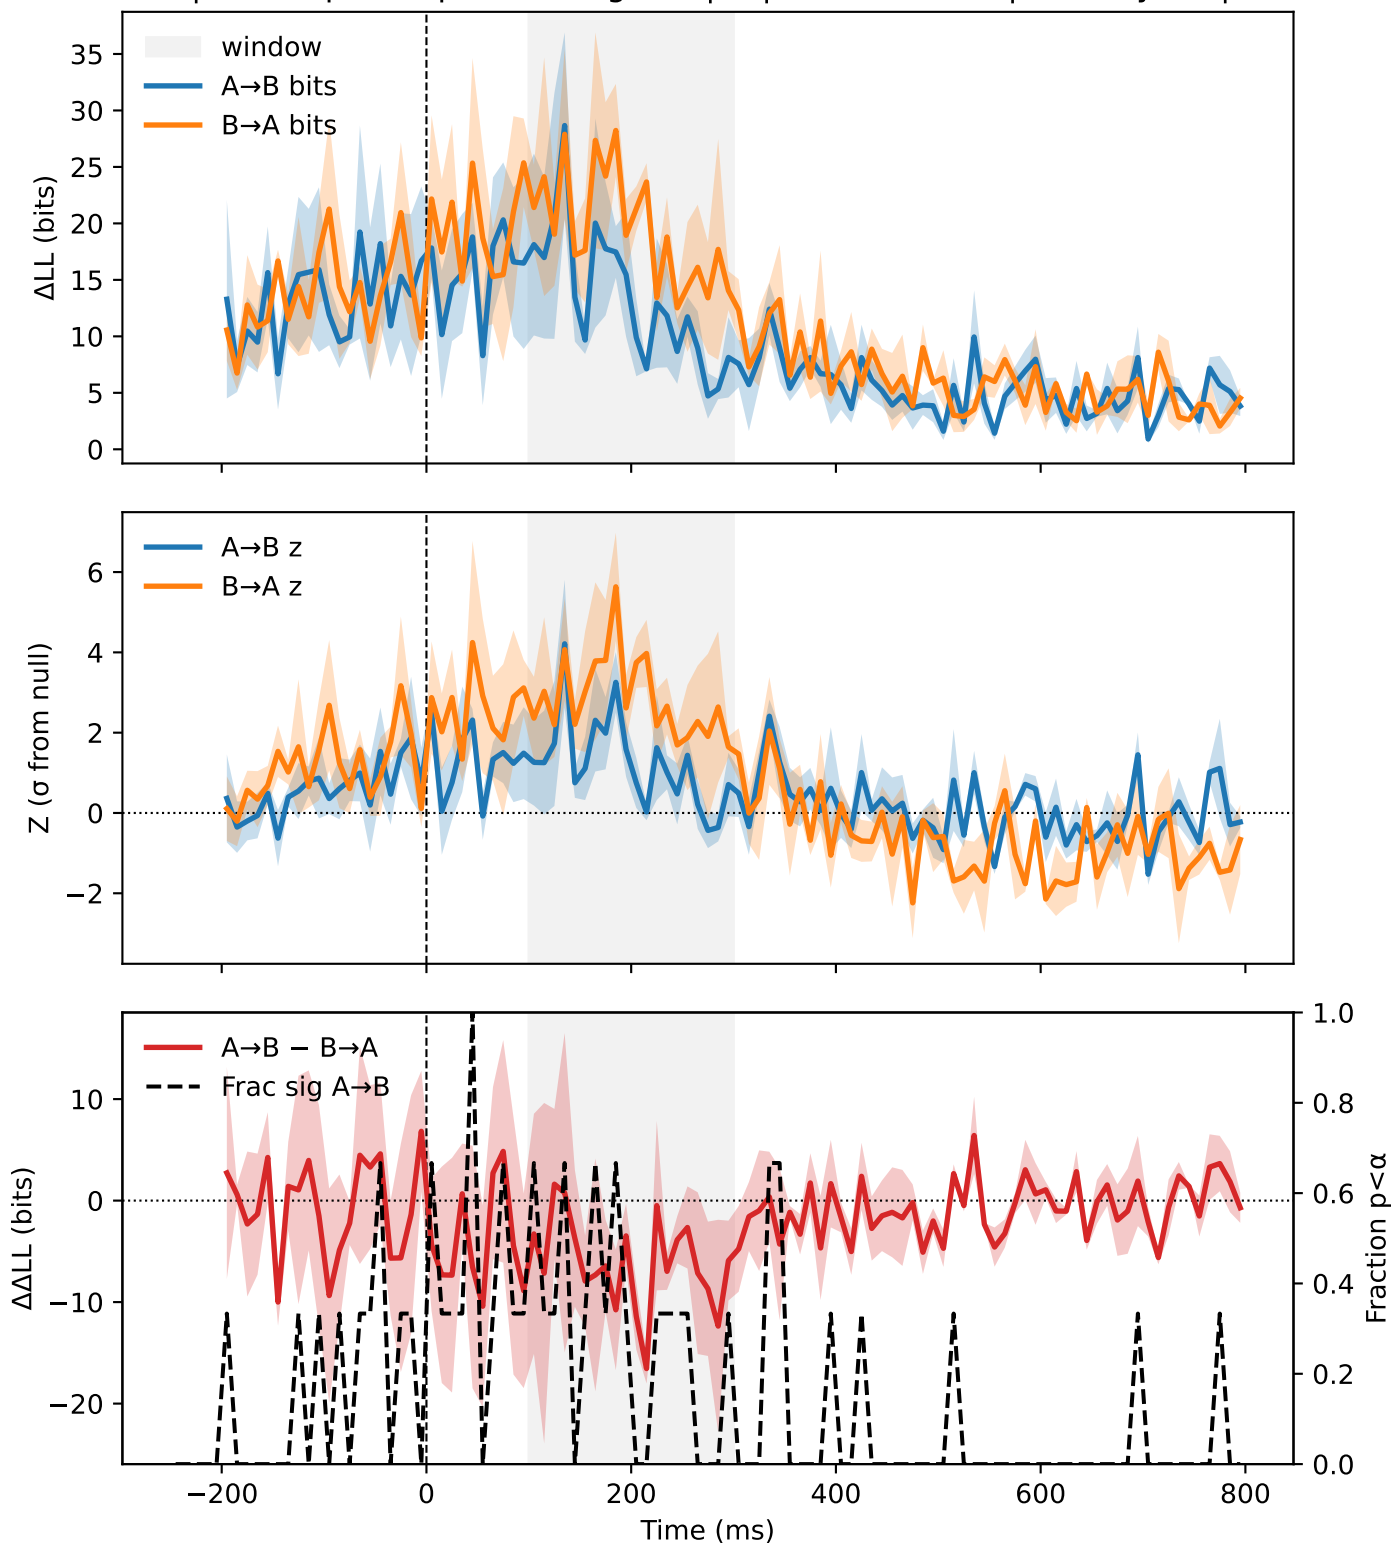 35
30
25
20
15
10
5
0
ΔLL (bits)
window
A→B bits
B→A bits
6
4
2
0
−2
Z (σ from null)
A→B z
B→A z
10
0
−10
−20
ΔΔLL (bits)
A→B − B→A
Frac sig A→B
1.0
0.8
0.6
0.4
0.2
0.0
Fraction p<α
−200
0
200
400
600
800
Time (ms)